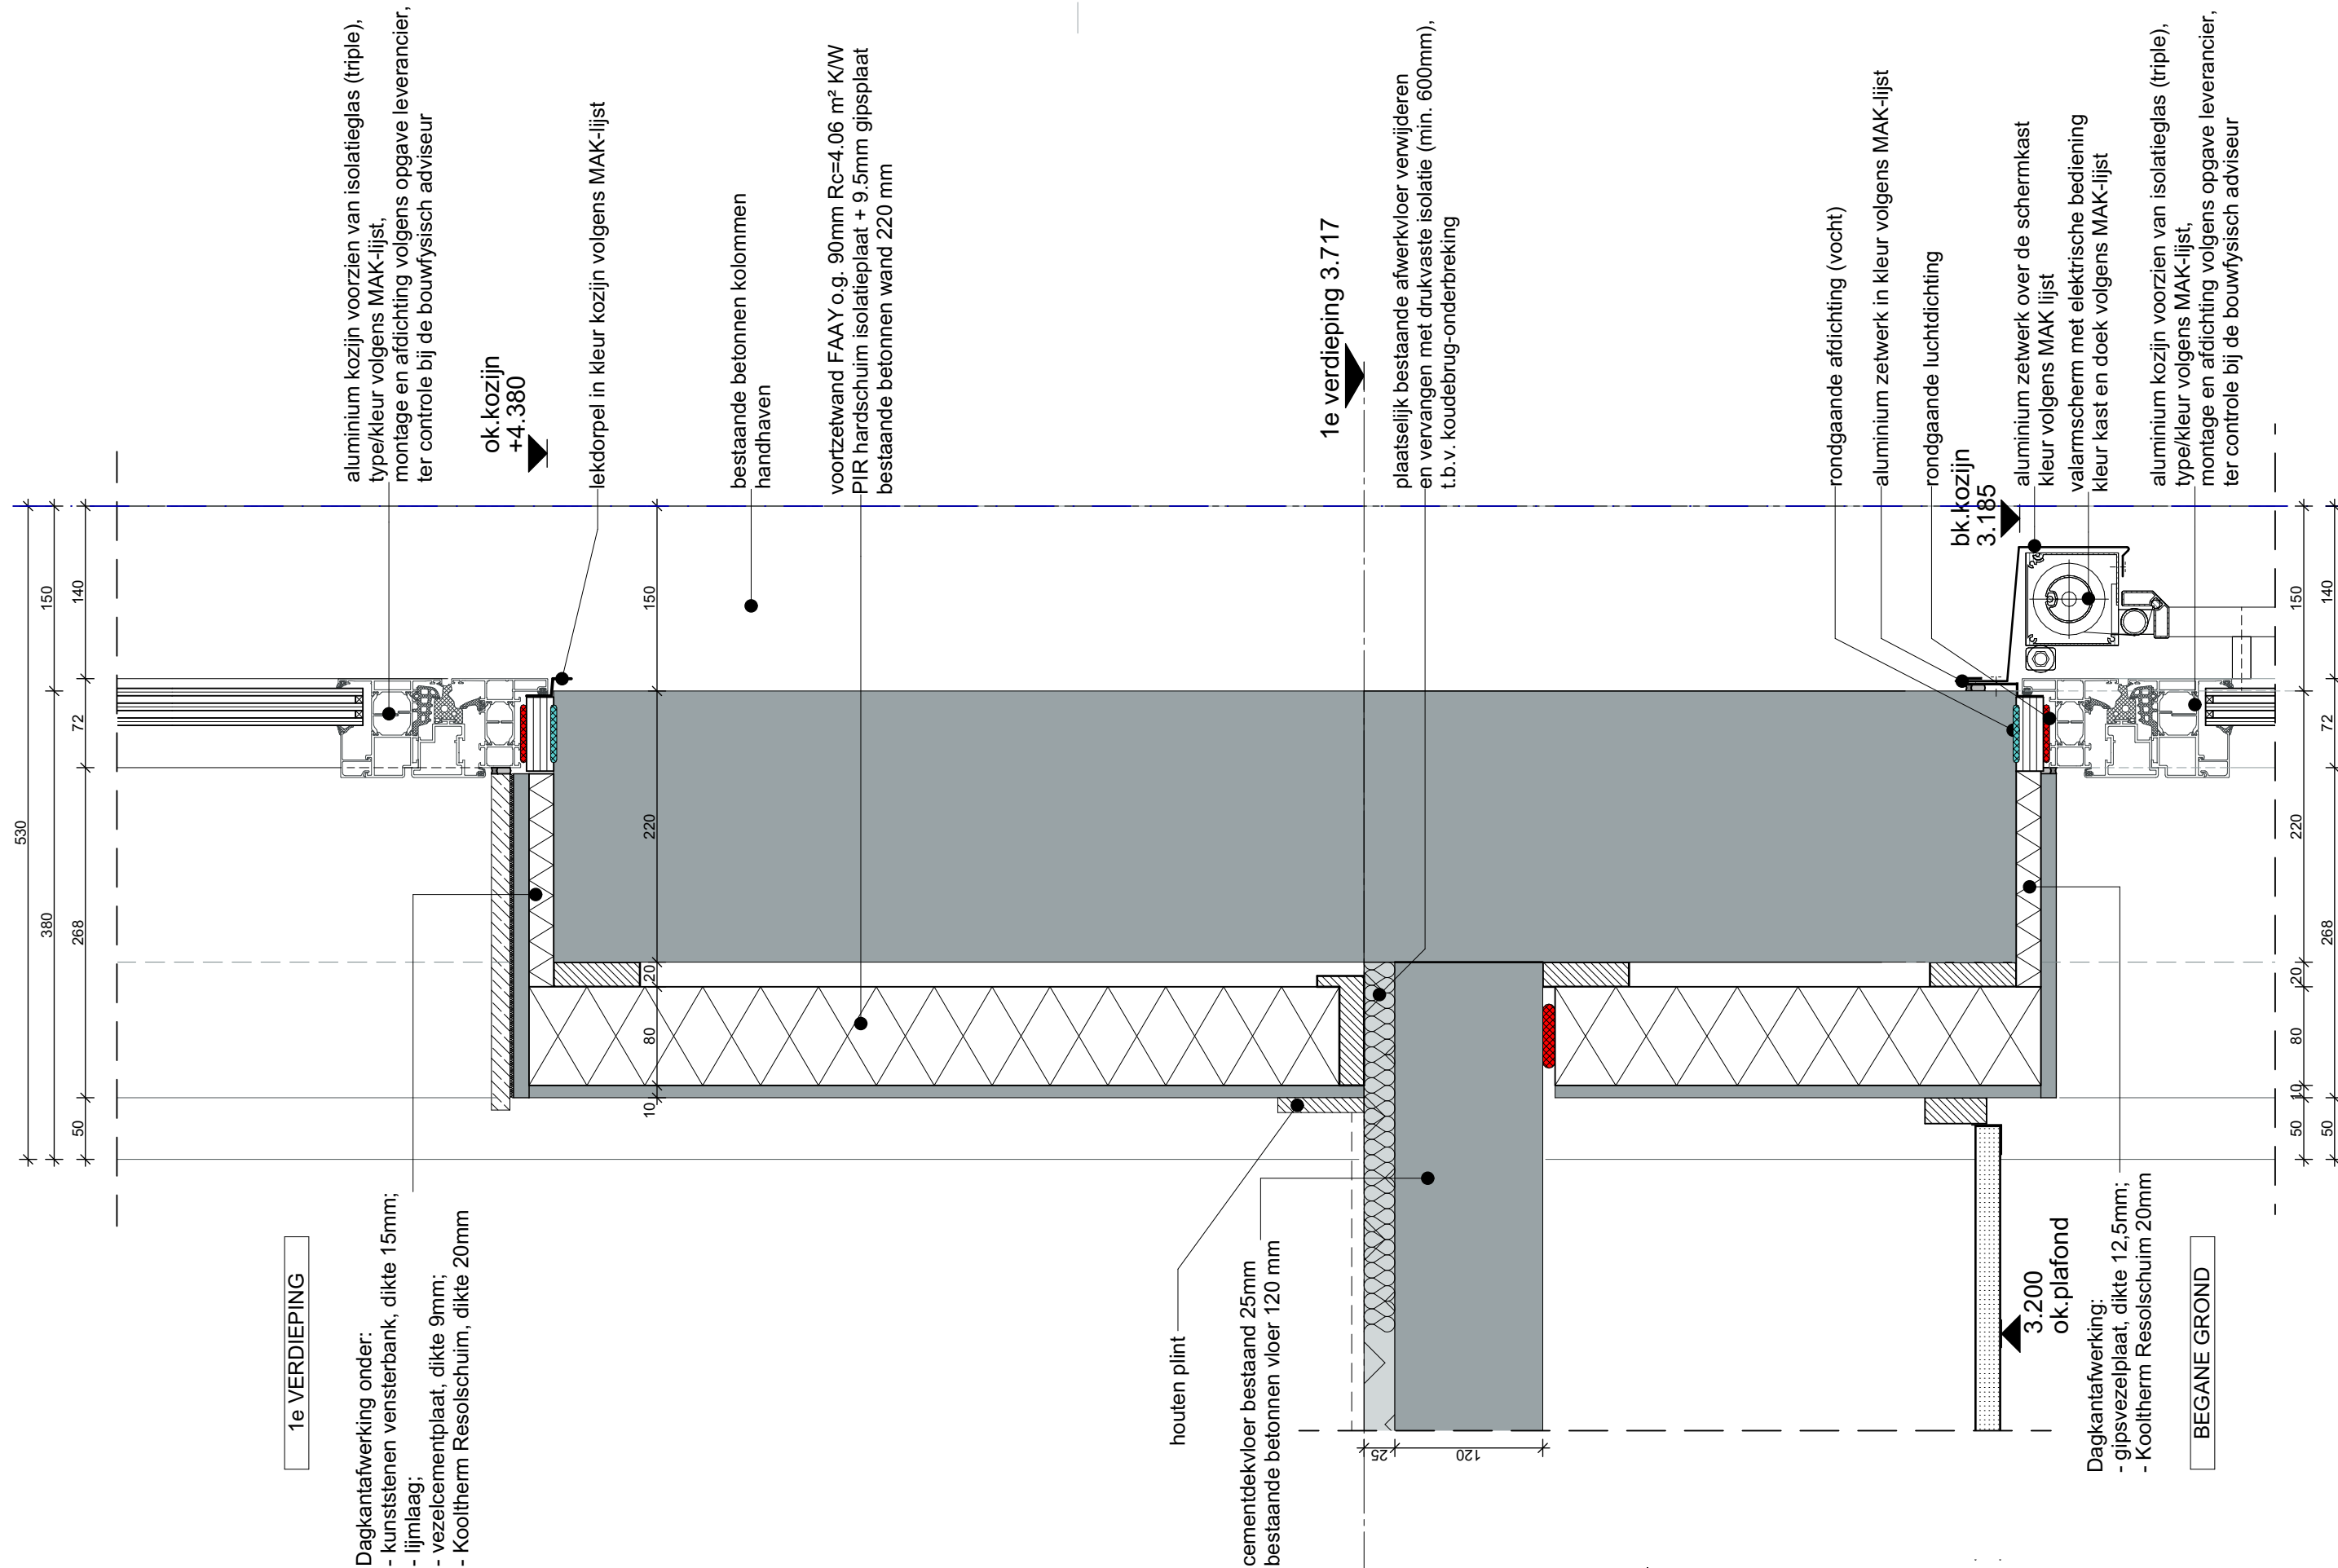 aluminium kozijn voorzien van isolatieglas (triple),
type/kleur volgens MAK-lijst,
montage en afdichting volgens opgave leverancier,
ter controle bij de bouwfysisch adviseur
ok.kozijn
+4.380
lekdorpel in kleur kozijn volgens MAK-lijst
bestaande betonnen kolommen
handhaven
voortzetwand FAAY o.g. 90mm Rc=4.06 m² K/W
PIR hardschuim isolatieplaat + 9.5mm gipsplaat
bestaande betonnen wand 220 mm
1e verdieping 3.717
plaatselijk bestaande afwerkvloer verwijderen
en vervangen met drukvaste isolatie (min. 600mm),
t.b.v. koudebrug-onderbreking
rondgaande afdichting (vocht)
aluminium zetwerk in kleur volgens MAK-lijst
rondgaande luchtdichting
bk.kozijn
3.185
aluminium zetwerk over de schermkast
kleur volgens MAK lijst
valarmscherm met elektrische bediening
kleur kast en doek volgens MAK-lijst
aluminium kozijn voorzien van isolatieglas (triple),
type/kleur volgens MAK-lijst,
montage en afdichting volgens opgave leverancier,
ter controle bij de bouwfysisch adviseur
530
150
380
140
72
268
50
150
220
20
80
10
25
120
150
220
20
80
10
50
140
72
268
50
1e VERDIEPING
Dagkantafwerking onder:
- kunststenen vensterbank, dikte 15mm;
- lijmlaag;
- vezelcementplaat, dikte 9mm;
- Kooltherm Resolschuim, dikte 20mm
houten plint
cementdekvloer bestaand 25mm
bestaande betonnen vloer 120 mm
3.200
ok.plafond
Dagkantafwerking:
- gipsvezelplaat, dikte 12,5mm;
- Kooltherm Resolschuim 20mm
BEGANE GROND